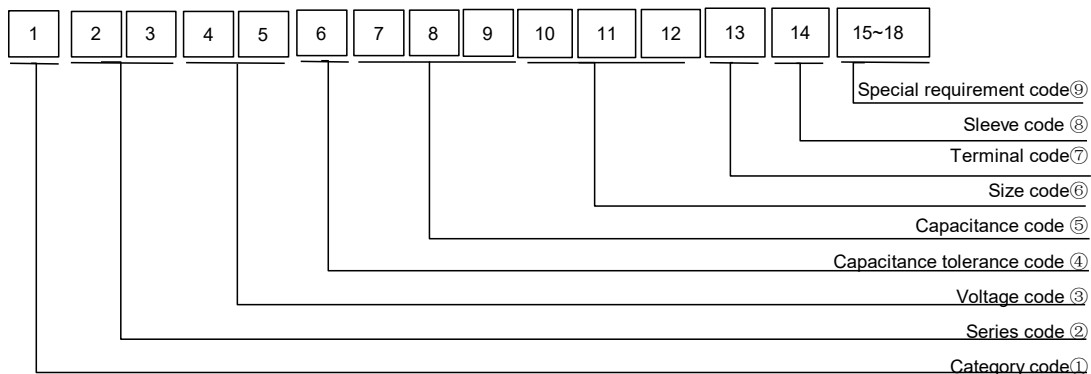 1 2 3 4 5 6 7 8 9 10 11 12 13 14 15~18
Special requirement code⑨
Sleeve code ⑧
Terminal code⑦
Size code⑥
Capacitance code ⑤
Capacitance tolerance code ④
Voltage code ③
Series code ②
Category code①